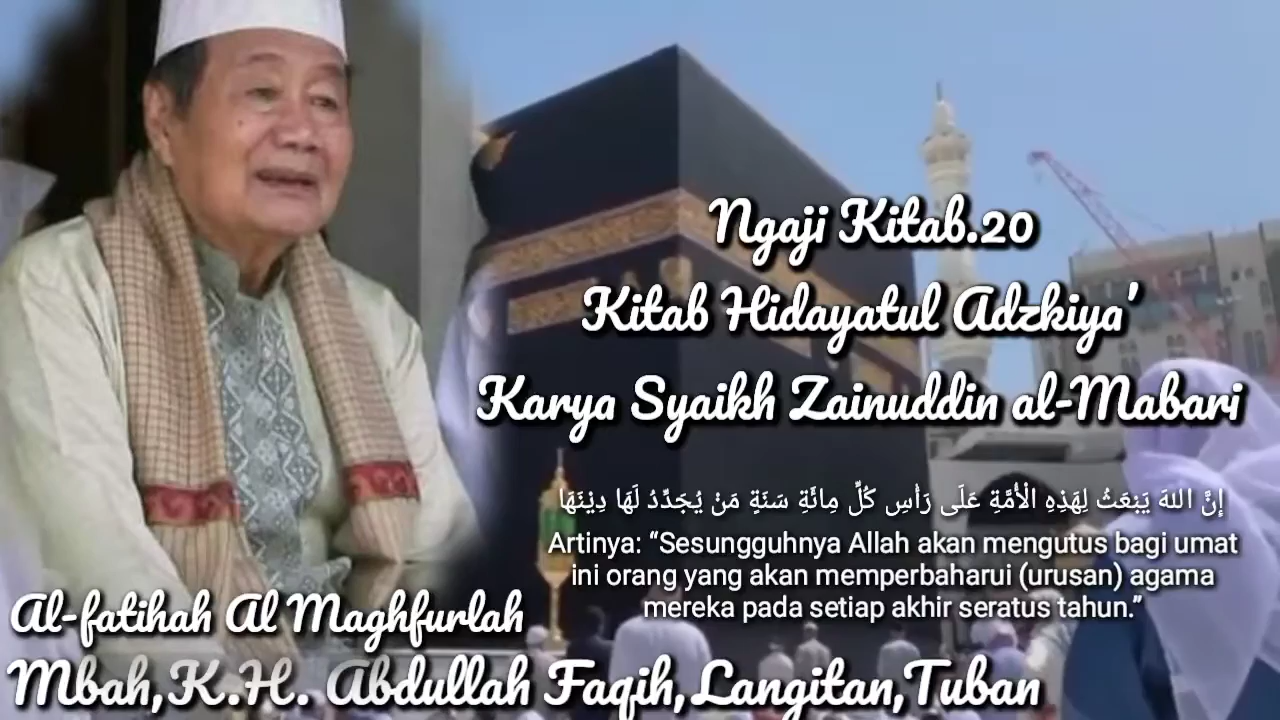 Ngaji Kitab.20
Kitab Hidayatul Adzkiya'
Karya Syaikh Zainuddin al-Mabari
إِنَّ اللهَ يَبْعَثُ لِهَذِهِ الْأُمَّةِ عَلَى رَأْسِ كُلِّ مِائَةِ سَنَةٍ مَنْ يُجَدِّدُ لَهَا دِيْنَهَا
Artinya: “Sesungguhnya Allah akan mengutus bagi umat
ini orang yang akan memperbaharui (urusan) agama
mereka pada setiap akhir seratus tahun.”
Al-fatihah Al Maghfurlah
Mbah,K.H. Abdullah Faqih,Langitan,Tuban